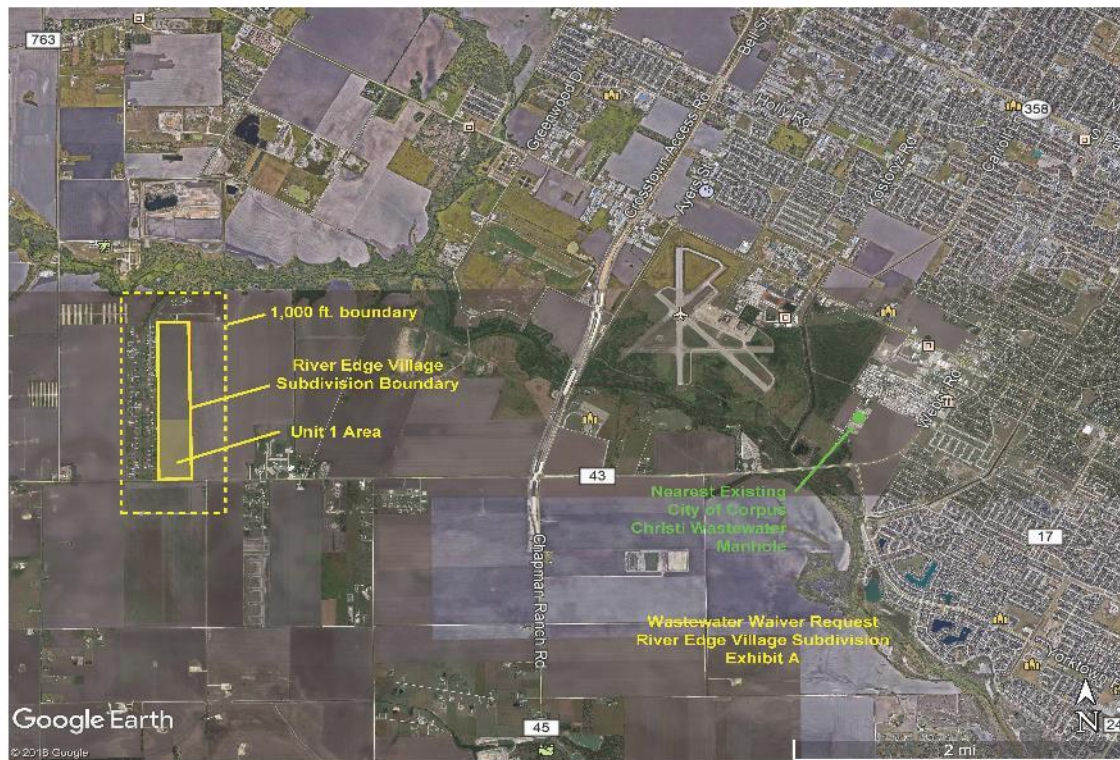 763
Greenwood Dr
Crosstown Access Rd
Bell St
Holly Rd
Ayers St
Kostoryz Rd
Carroll
358
1,000 ft. boundary
River Edge Village
Subdivision Boundary
Unit 1 Area
Weber Rd
43
Nearest Existing
City of Corpus
Christi Wastewater
Manhole
17
Chapman Ranch Rd
Wastewater Waiver Request
River Edge Village Subdivision
Exhibit A
45
N
24
2 mi
Google Earth
© 2018 Google